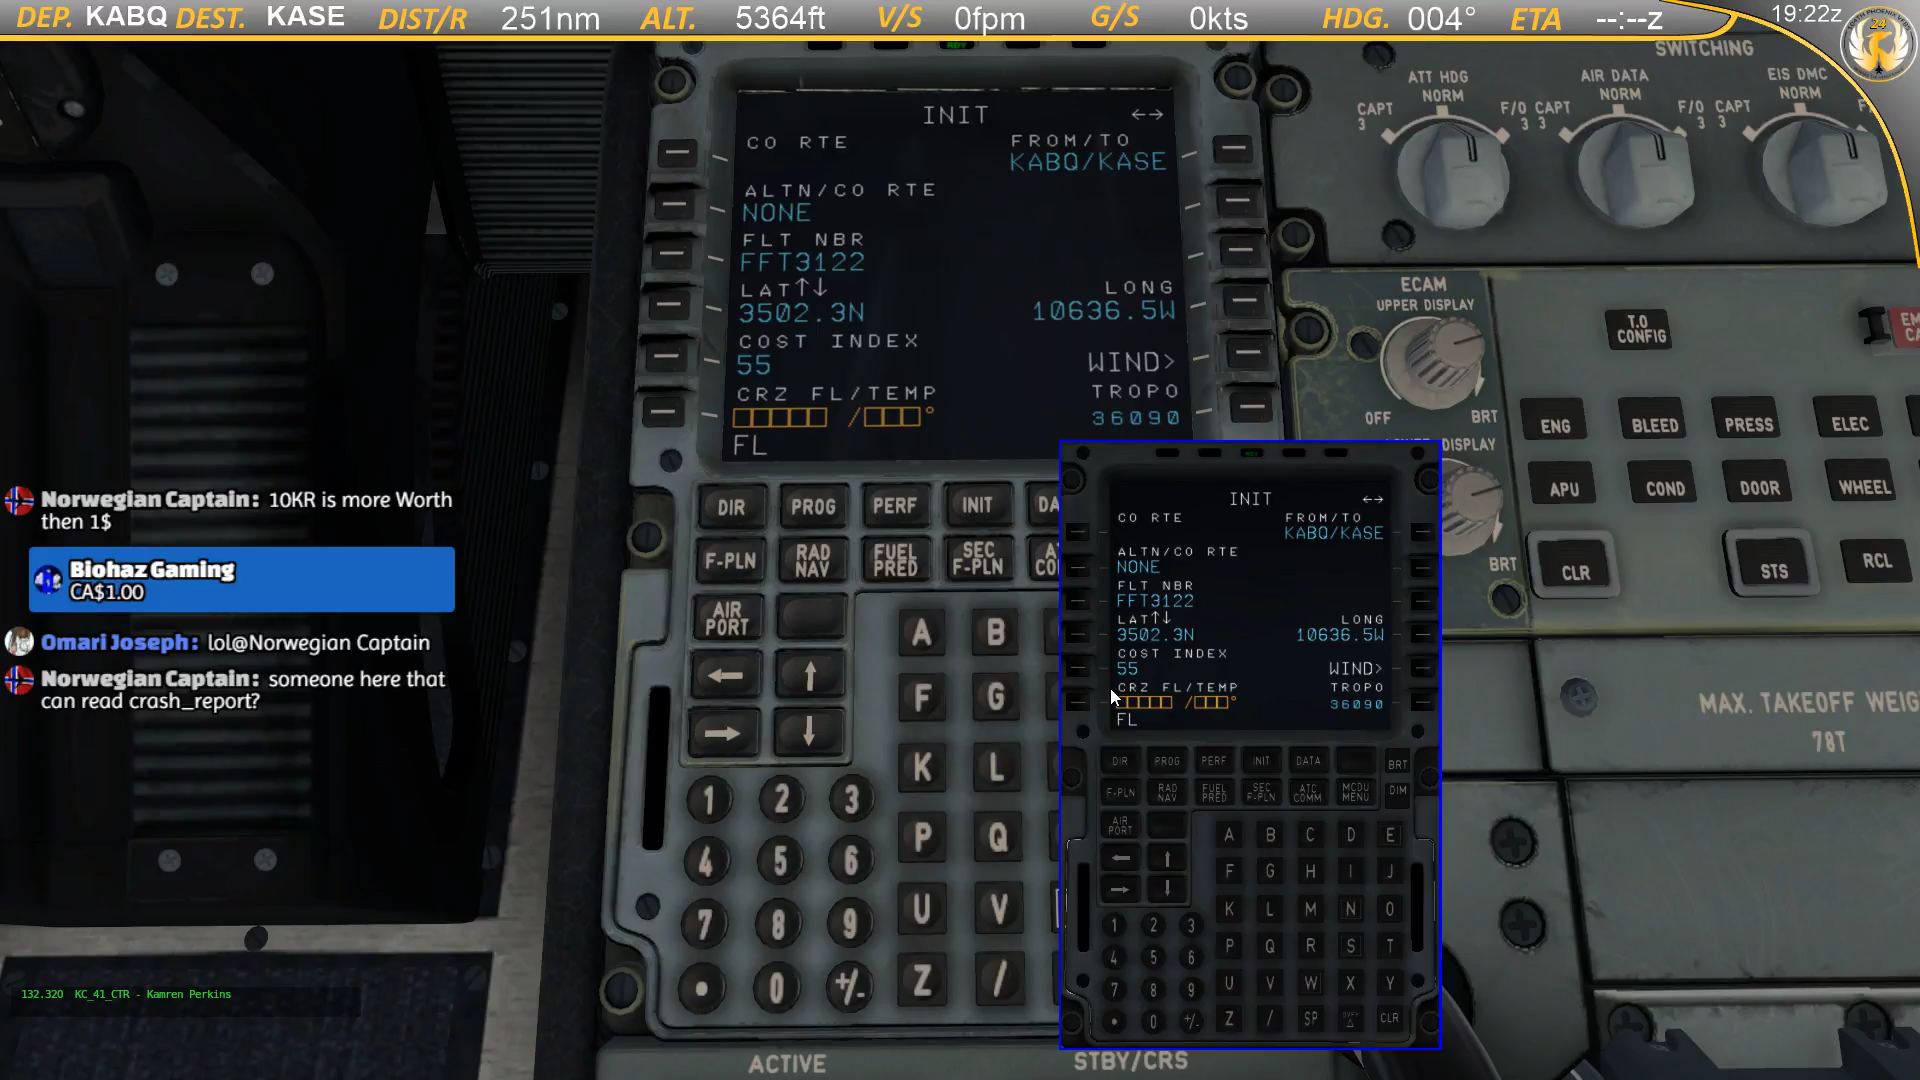 DEP. KABQ DEST. KASE DIST/R 251nm ALT. 5364ft V/S 0fpm G/S 0kts HDG. 004° ETA --:--z 19:22z
24
SWITCHING
ATT HDG
NORM
CAPT
3
F/O
3
AIR DATA
NORM
CAPT
3
F/O
3
EIS DMC
NORM
CAPT
3
INIT ←→
CO RTE FROM/TO
KABQ/KASE
ALTN/CO RTE
NONE
FLT NBR
FFT3122
LAT↑↓ LONG
3502.3N 10636.5W
COST INDEX
55 WIND>
CRZ FL/TEMP TROPO
/ ° 36090
FL
ECAM
UPPER DISPLAY
OFF BRT
DISPLAY
BRT
T.O
CONFIG
ENG BLEED PRESS ELEC
APU COND DOOR WHEEL
CLR STS RCL
MAX. TAKEOFF WEIG
78T
DIR PROG PERF INIT DA
F-PLN RAD
NAV FUEL
PRED SEC
F-PLN
AIR
PORT
← ↑
→ ↓
A B
F G
K L
P Q
U V
Z /
1 2 3
4 5 6
7 8 9
. 0 +/-
INIT ←→
CO RTE FROM/TO
KABQ/KASE
ALTN/CO RTE
NONE
FLT NBR
FFT3122
LAT↑↓ LONG
3502.3N 10636.5W
COST INDEX
55 WIND>
CRZ FL/TEMP TROPO
/ ° 36090
FL
DIR PROG PERF INIT DATA BRT
F-PLN RAD
NAV FUEL
PRED SEC
F-PLN ATC
COMM MCDU
MENU DIM
AIR
PORT
← ↑
→ ↓
A B C D E
F G H I J
K L M N O
P Q R S T
U V W X Y
Z / SP OVFY
Δ CLR
1 2 3
4 5 6
7 8 9
. 0 +/-
Norwegian Captain: 10KR is more Worth
then 1$
Biohaz Gaming
CA$1.00
Omari Joseph: lol@Norwegian Captain
Norwegian Captain: someone here that
can read crash_report?
132.320 KC_41_CTR - Kamren Perkins
ACTIVE STBY/CRS